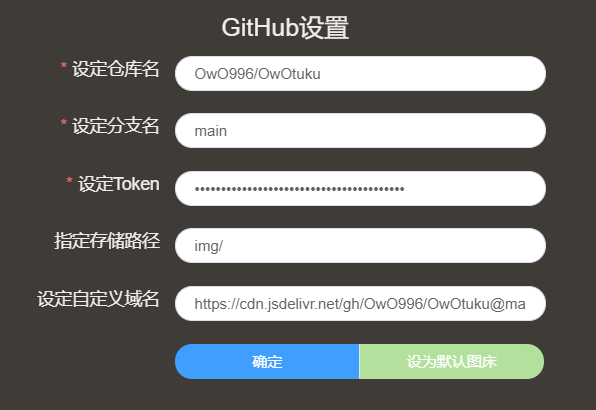 GitHub设置
* 设定仓库名 OwO996/OwOtuku
* 设定分支名 main
* 设定Token ••••••••••••••••••••••••••••••••••••••••
指定存储路径 img/
设定自定义域名 https://cdn.jsdelivr.net/gh/OwO996/OwOtuku@ma
确定 设为默认图床